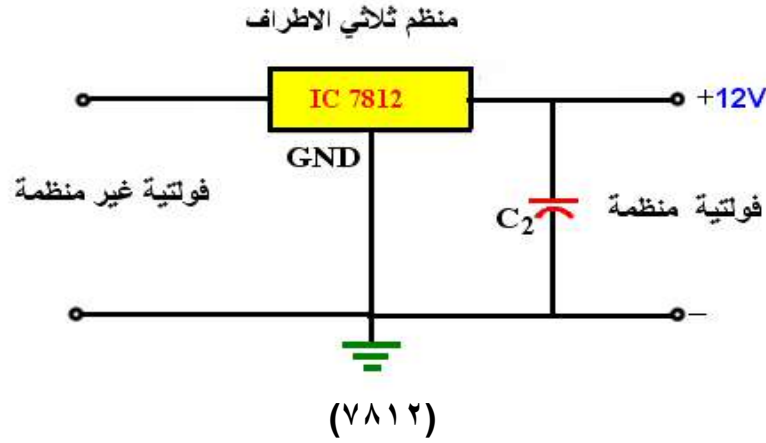 منظم ثلاثي الاطراف
IC 7812
+12V
GND
فولتية غير منظمة
C2
فولتية منظمة
–
(٧٨١٢)